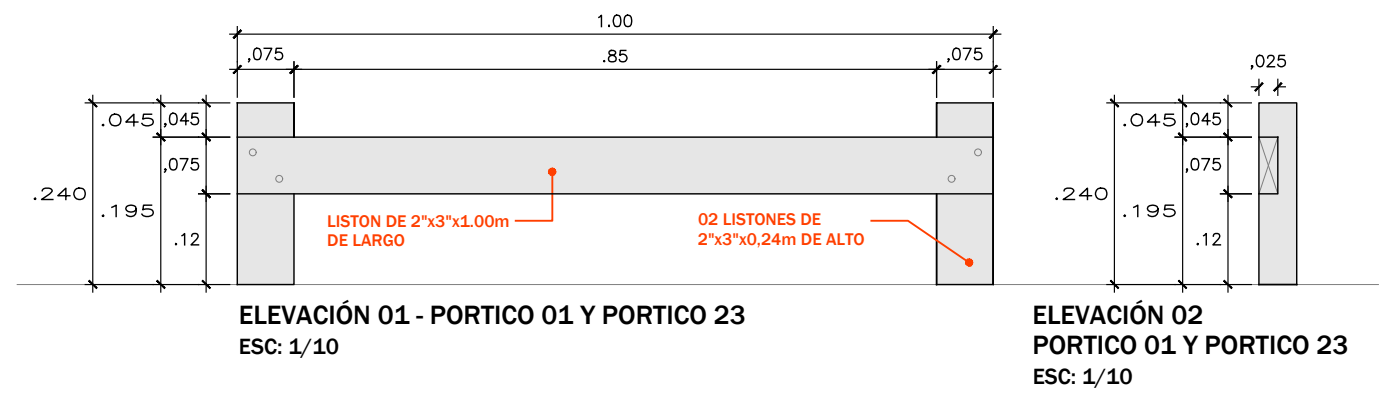 1.00
,075
.85
,075
.045
,045
,075
.240
.195
.12
LISTON DE 2"x3"x1.00m
DE LARGO
02 LISTONES DE
2"x3"x0,24m DE ALTO
ELEVACIÓN 01 - PORTICO 01 Y PORTICO 23
ESC: 1/10
,025
.045
,045
,075
.240
.195
.12
ELEVACIÓN 02
PORTICO 01 Y PORTICO 23
ESC: 1/10